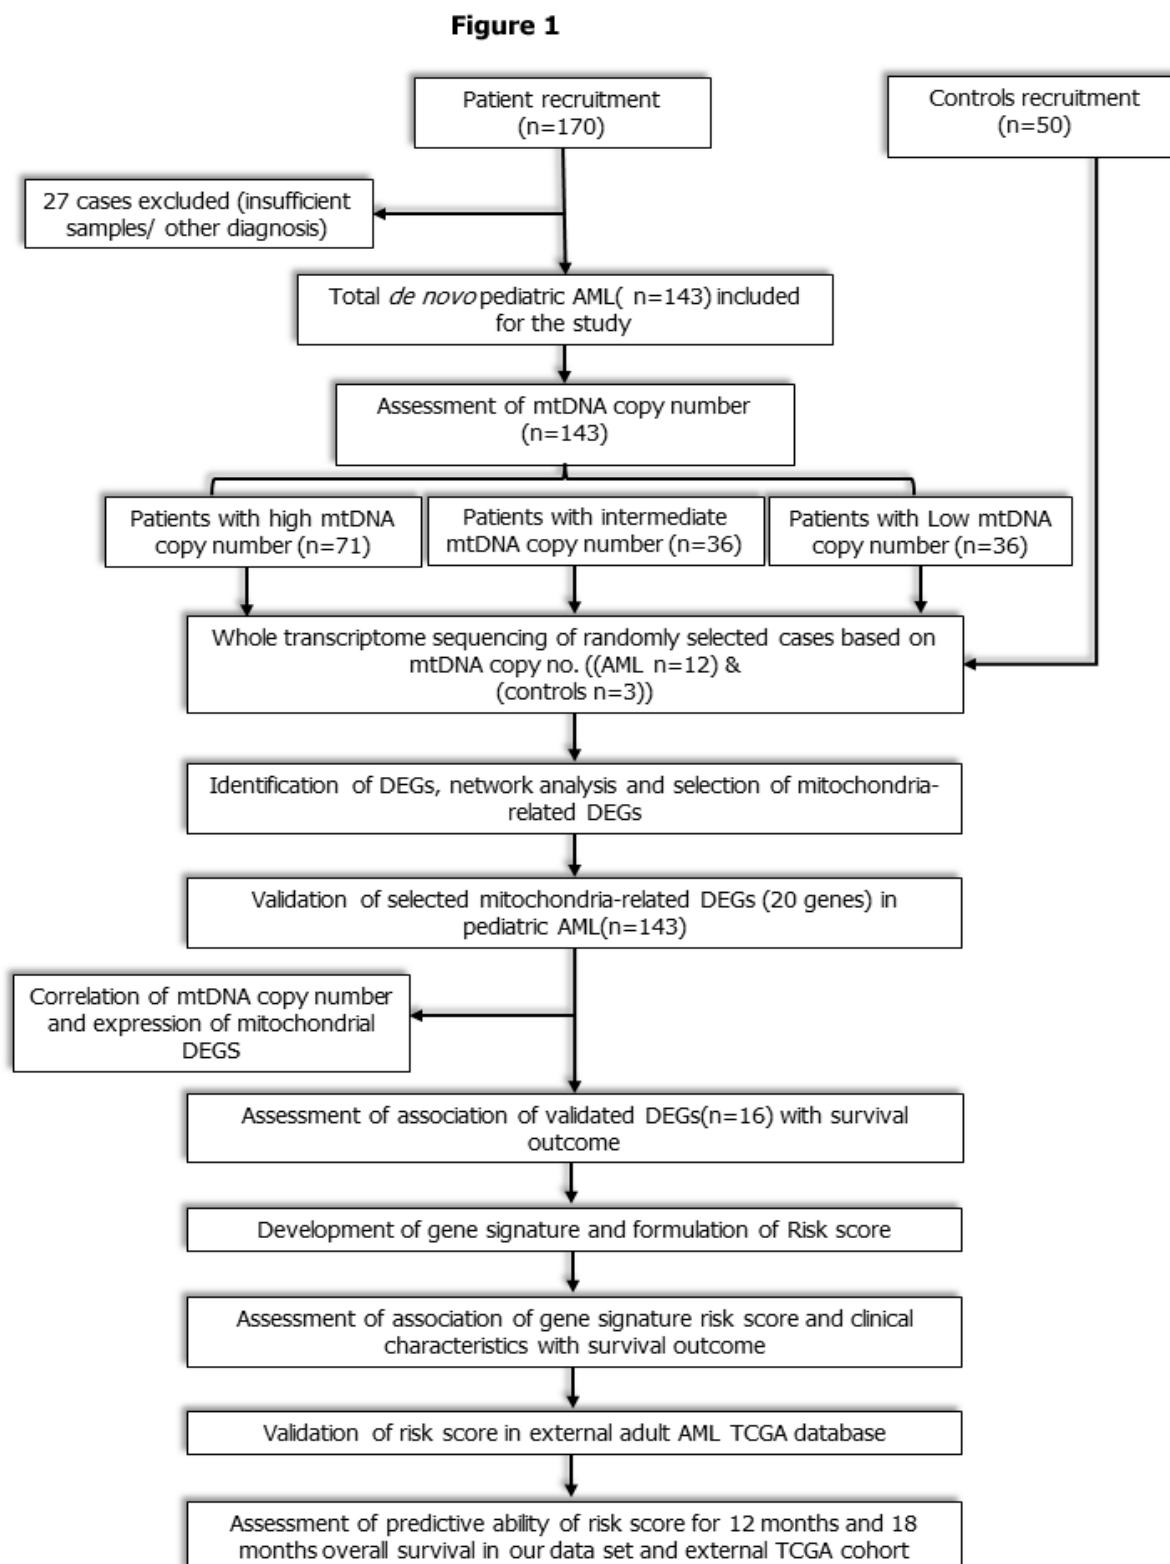 Figure 1
Patient recruitment
(n=170)
Controls recruitment
(n=50)
27 cases excluded (insufficient
samples/ other diagnosis)
Total de novo pediatric AML( n=143) included
for the study
Assessment of mtDNA copy number
(n=143)
Patients with high mtDNA
copy number (n=71)
Patients with intermediate
mtDNA copy number (n=36)
Patients with Low mtDNA
copy number (n=36)
Whole transcriptome sequencing of randomly selected cases based on
mtDNA copy no. ((AML n=12) &
(controls n=3))
Identification of DEGs, network analysis and selection of mitochondria-
related DEGs
Validation of selected mitochondria-related DEGs (20 genes) in
pediatric AML(n=143)
Correlation of mtDNA copy number
and expression of mitochondrial
DEGS
Assessment of association of validated DEGs(n=16) with survival
outcome
Development of gene signature and formulation of Risk score
Assessment of association of gene signature risk score and clinical
characteristics with survival outcome
Validation of risk score in external adult AML TCGA database
Assessment of predictive ability of risk score for 12 months and 18
months overall survival in our data set and external TCGA cohort